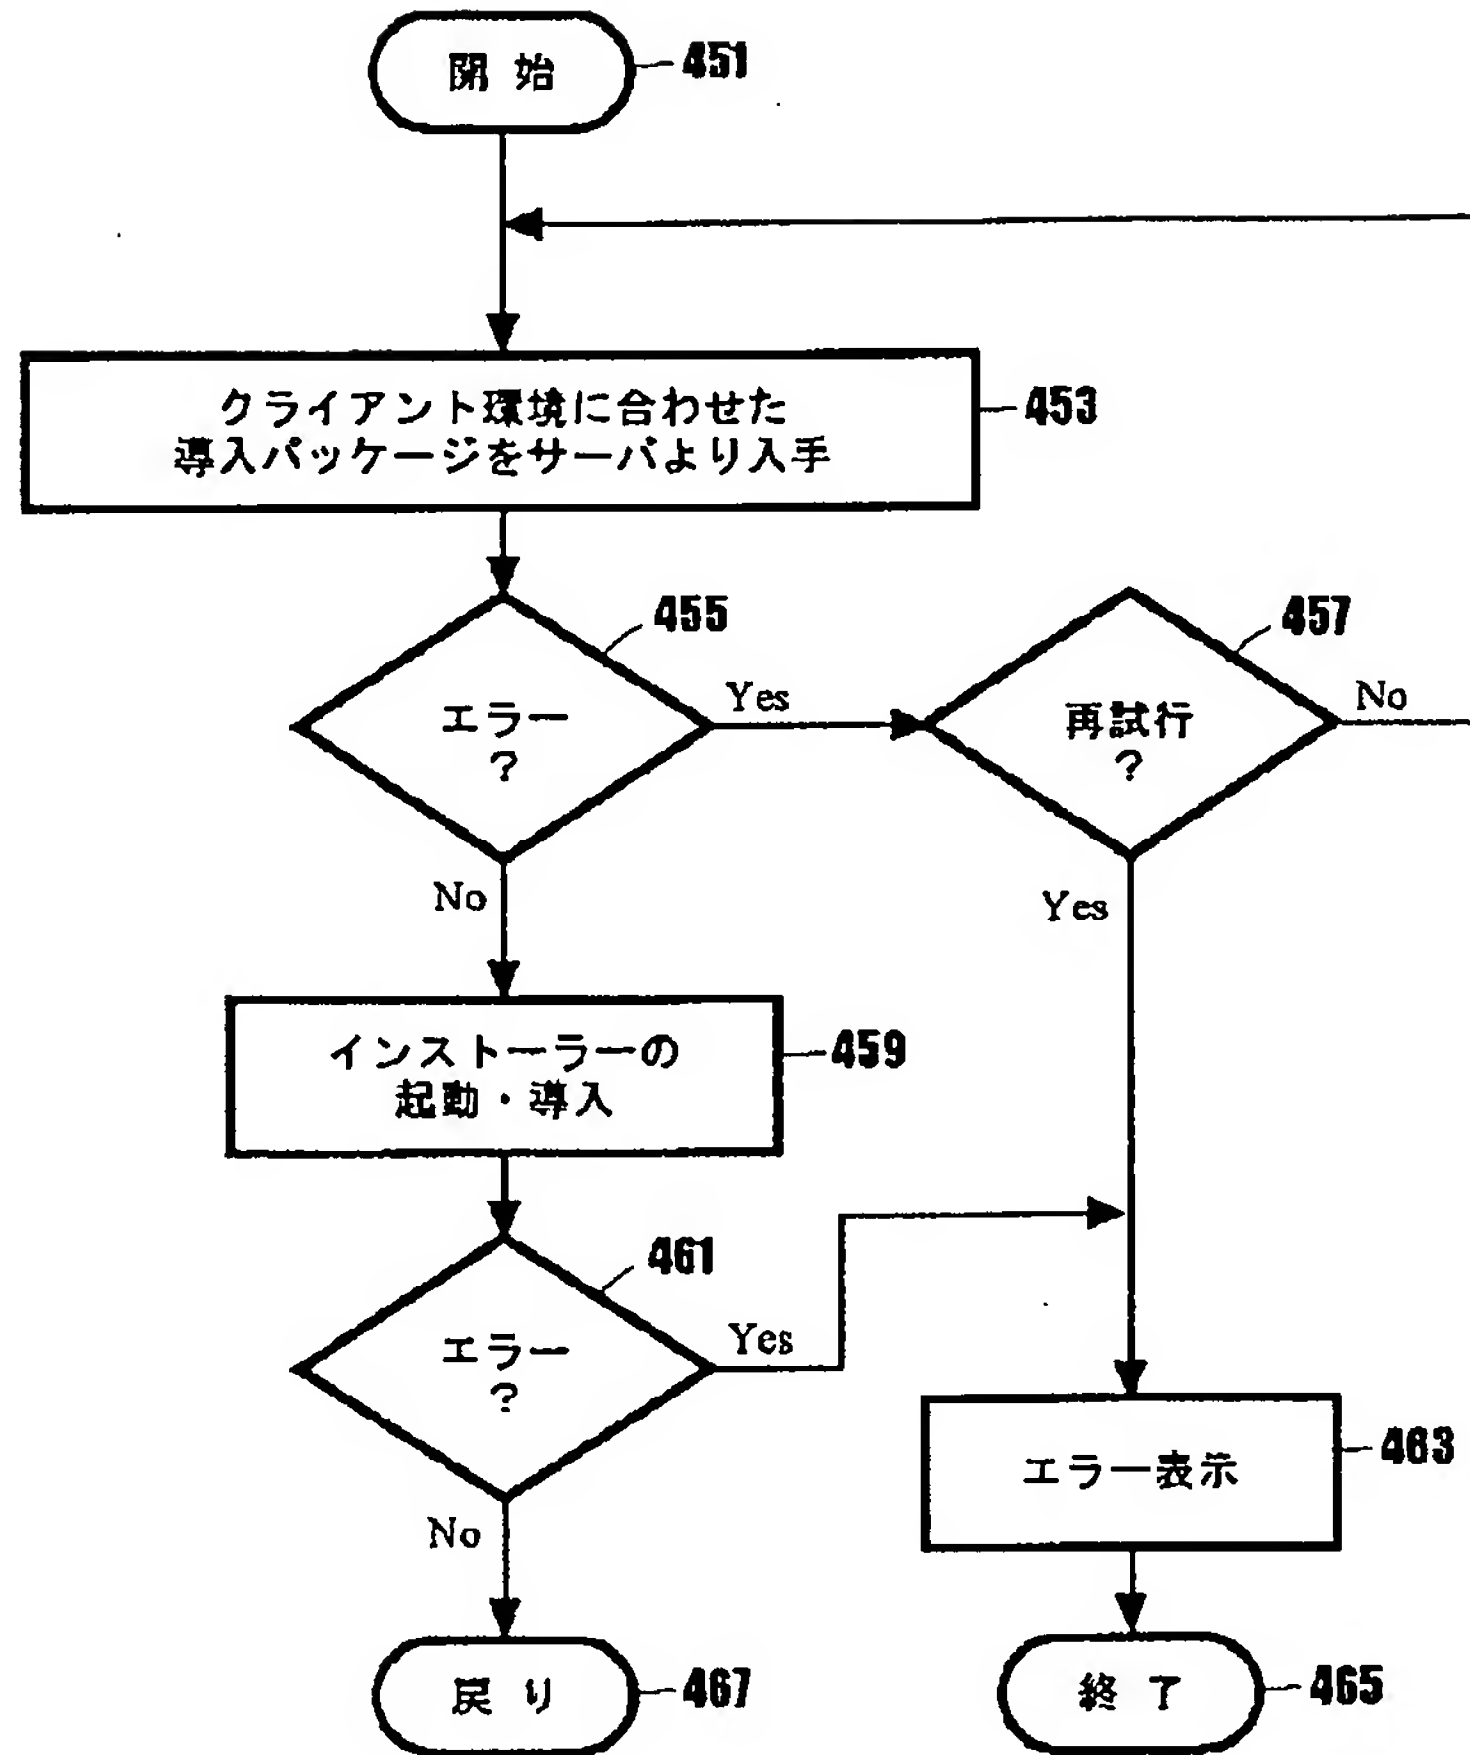 開始
451
クライアント環境に合わせた
導入パッケージをサーバより入手
453
455
エラー
?
Yes
457
再試行
?
No
No
Yes
インストーラーの
起動・導入
459
461
エラー
?
Yes
エラー表示
463
No
戻り
467
終了
465